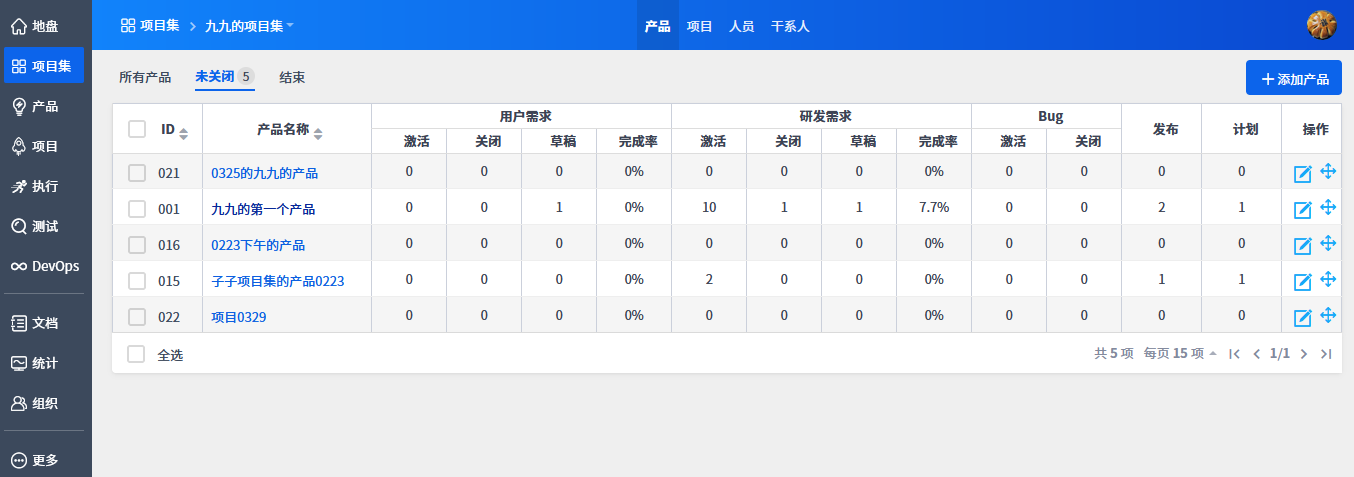 地盘
项目集
产品
项目
执行
测试
DevOps
文档
统计
组织
更多
项目集 > 九九的项目集
产品 项目 人员 干系人
所有产品 未关闭 5 结束
+ 添加产品
ID 产品名称 用户需求 研发需求 Bug 发布 计划 操作
激活 关闭 草稿 完成率 激活 关闭 草稿 完成率 激活 关闭
021 0325的九九的产品 0 0 0 0% 0 0 0 0% 0 0 0 0
001 九九的第一个产品 0 0 1 0% 10 1 1 7.7% 0 0 2 1
016 0223下午的产品 0 0 0 0% 0 0 0 0% 0 0 0 0
015 子子项目集的产品0223 0 0 0 0% 2 0 0 0% 0 0 1 1
022 项目0329 0 0 0 0% 0 0 0 0% 0 0 0 0
全选 共 5 项 每页 15 项 1/1